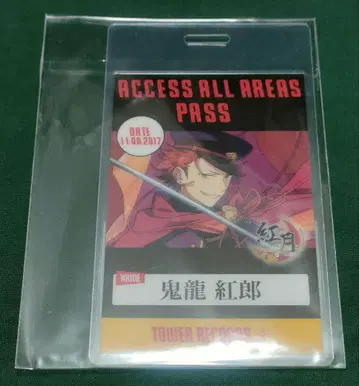 ACCESS ALL AREAS
PASS
DATE
11.08.2017
紅月
NAME
鬼龍 紅郎
TOWER RECORDS